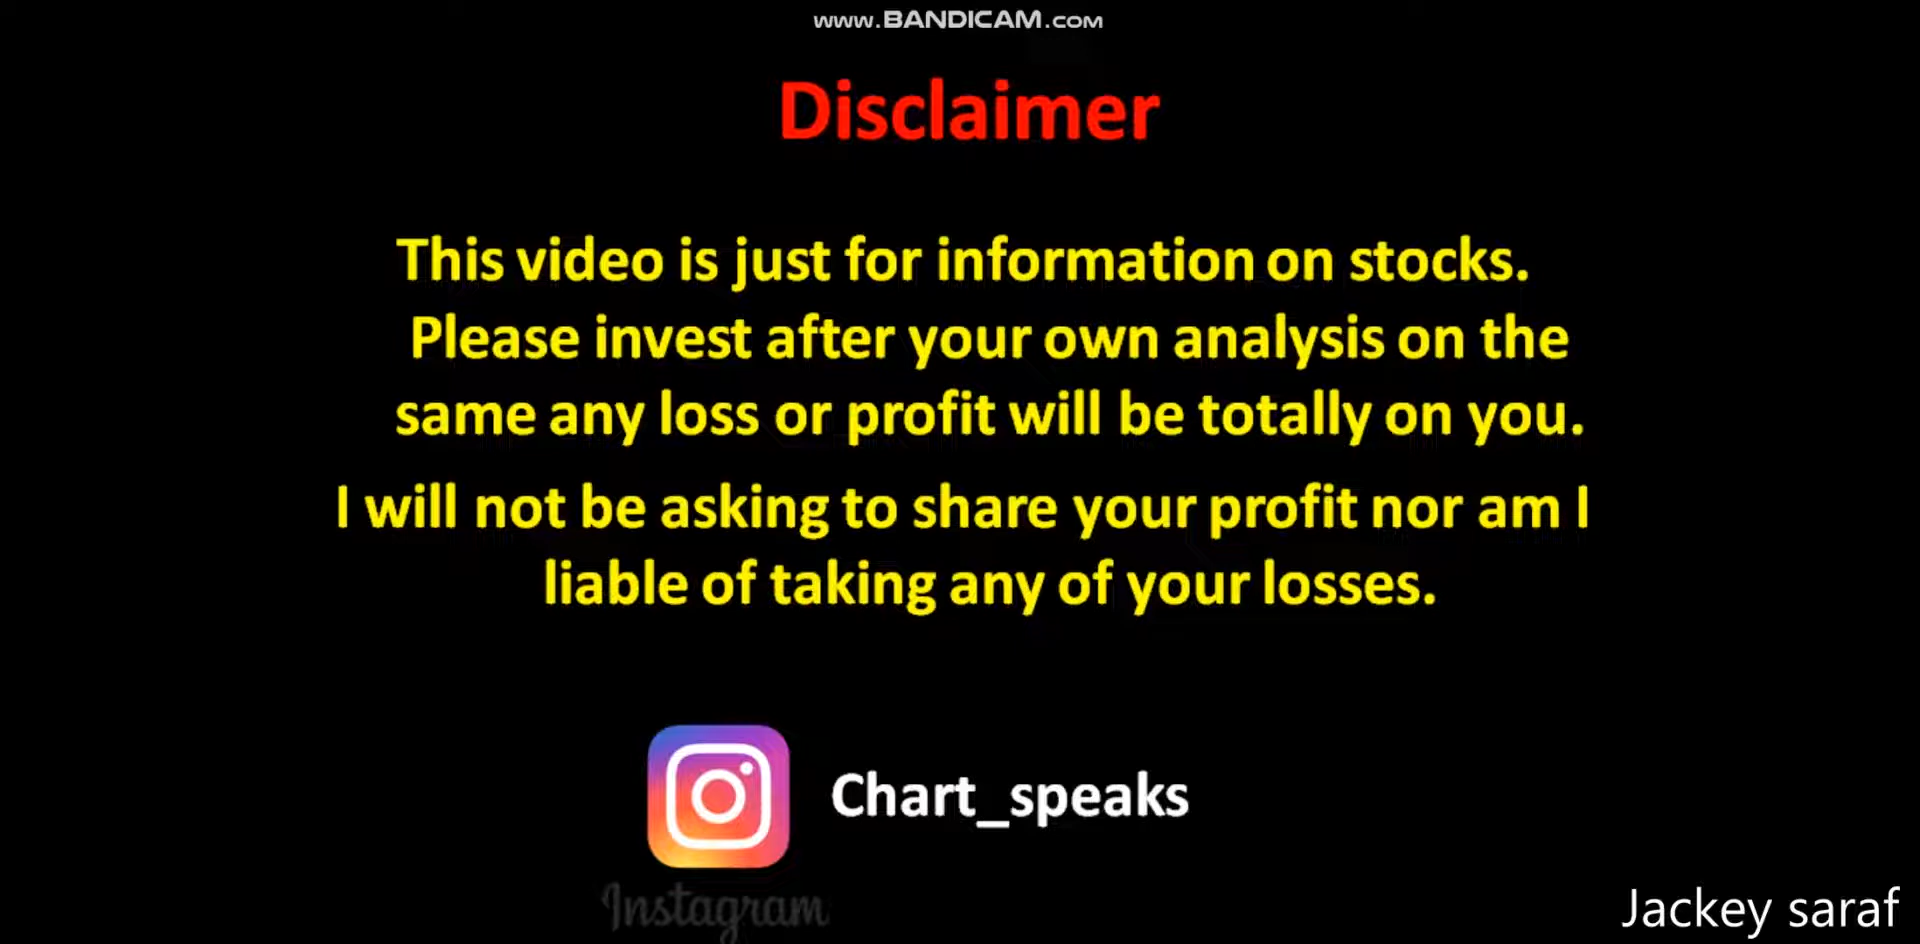 www.BANDICAM.com
Disclaimer
This video is just for information on stocks.
Please invest after your own analysis on the
same any loss or profit will be totally on you.
I will not be asking to share your profit nor am I
liable of taking any of your losses.
Chart_speaks
Instagram
Jackey saraf